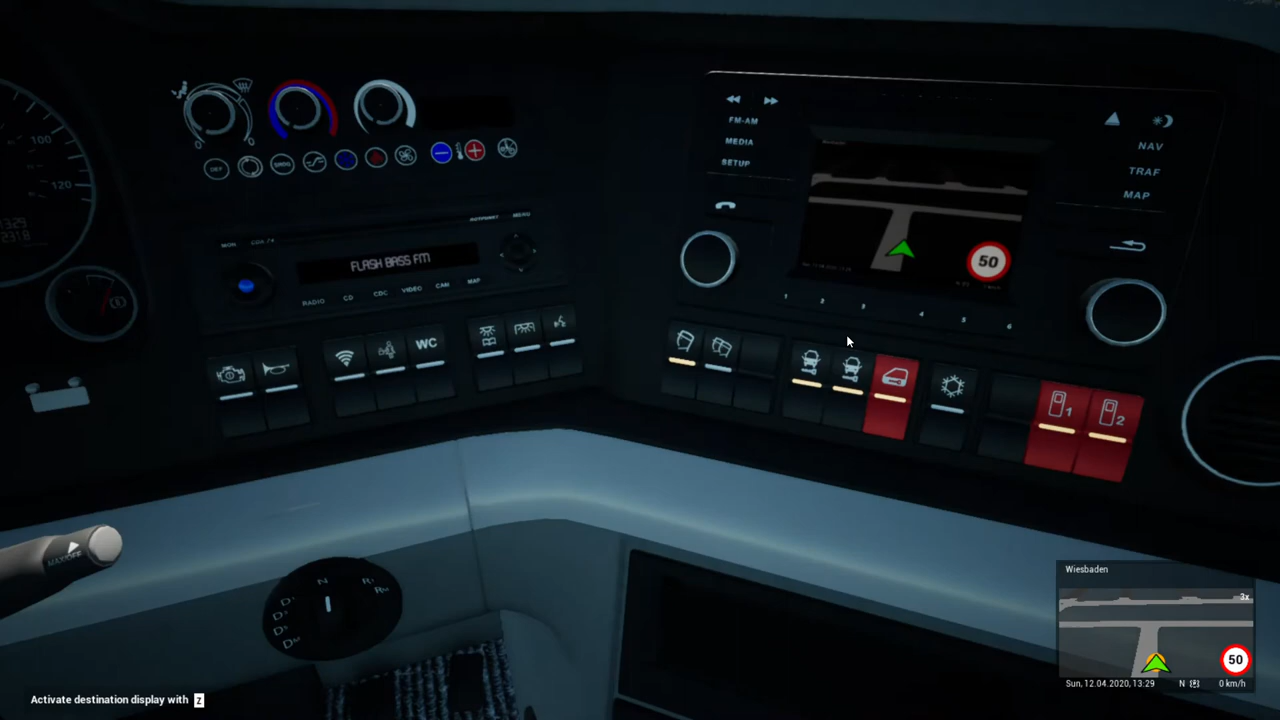 100
120
DEF
SMOG
MENU
FLASH BASS FM
RADIO CD CDC VIDEO CAM MAP
WC
FM-AM
MEDIA
SETUP
NAV
TRAF
MAP
50
1 2 3 4 5 6
1
2
N
D
D
D
D
R
R
Wiesbaden
3x
50
Sun, 12.04.2020, 13:29 N 0 km/h
Activate destination display with Z